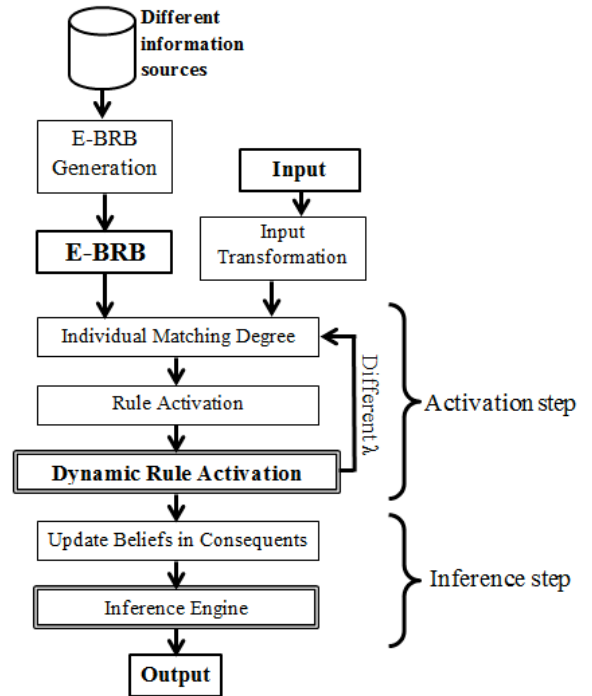 Different
information
sources
E-BRB
Generation
Input
E-BRB
Input
Transformation
Individual Matching Degree
Different λ
Rule Activation
Activation step
Dynamic Rule Activation
Update Beliefs in Consequents
Inference step
Inference Engine
Output